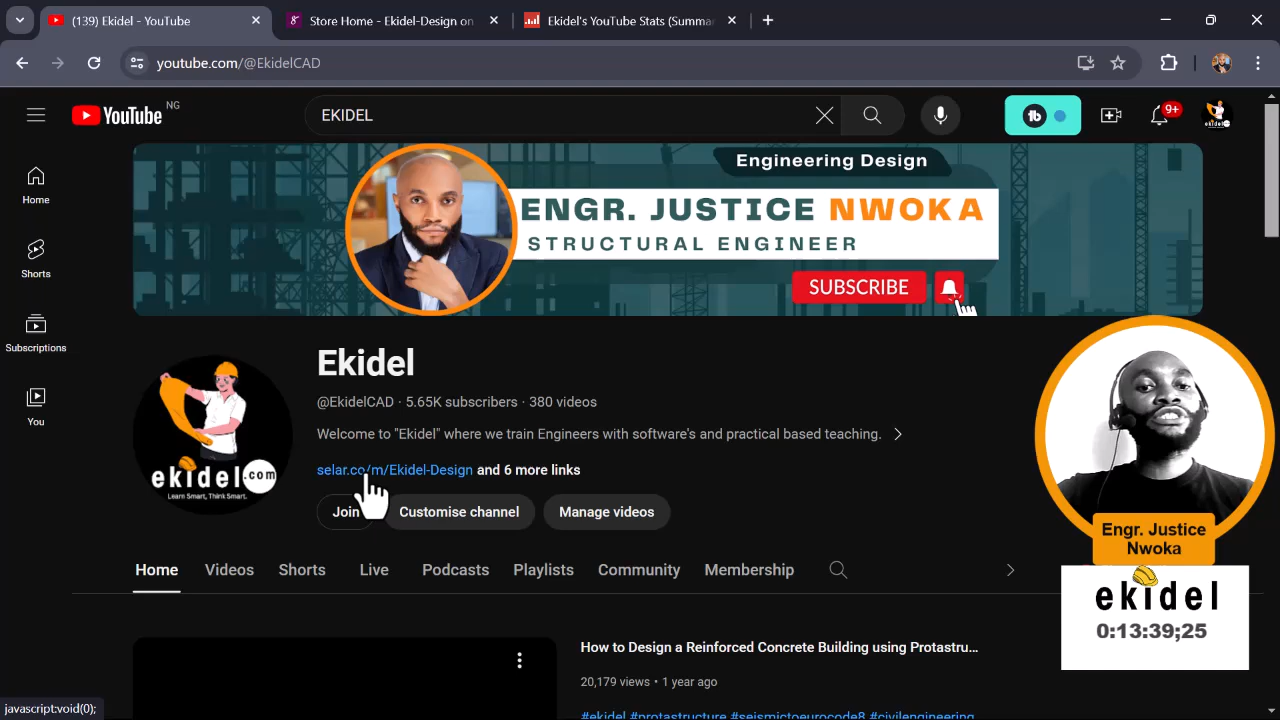 (139) Ekidel - YouTube
Store Home - Ekidel-Design on
Ekidel's YouTube Stats (Summar
youtube.com/@EkidelCAD
YouTube NG
EKIDEL
9+
Home
Shorts
Subscriptions
You
Engineering Design
ENGR. JUSTICE NWOKA
STRUCTURAL ENGINEER
SUBSCRIBE
ekidel.com
Learn Smart, Think Smart.
Ekidel
@EkidelCAD · 5.65K subscribers · 380 videos
Welcome to "Ekidel" where we train Engineers with software's and practical based teaching.
selar.co/m/Ekidel-Design and 6 more links
Join
Customise channel
Manage videos
Home
Videos
Shorts
Live
Podcasts
Playlists
Community
Membership
Engr. Justice
Nwoka
ekidel
0:13:39;25
How to Design a Reinforced Concrete Building using Protastru...
20,179 views • 1 year ago
#ekidel #protastructure #seismictoeurocode8 #civilengineering
javascript:void(0);